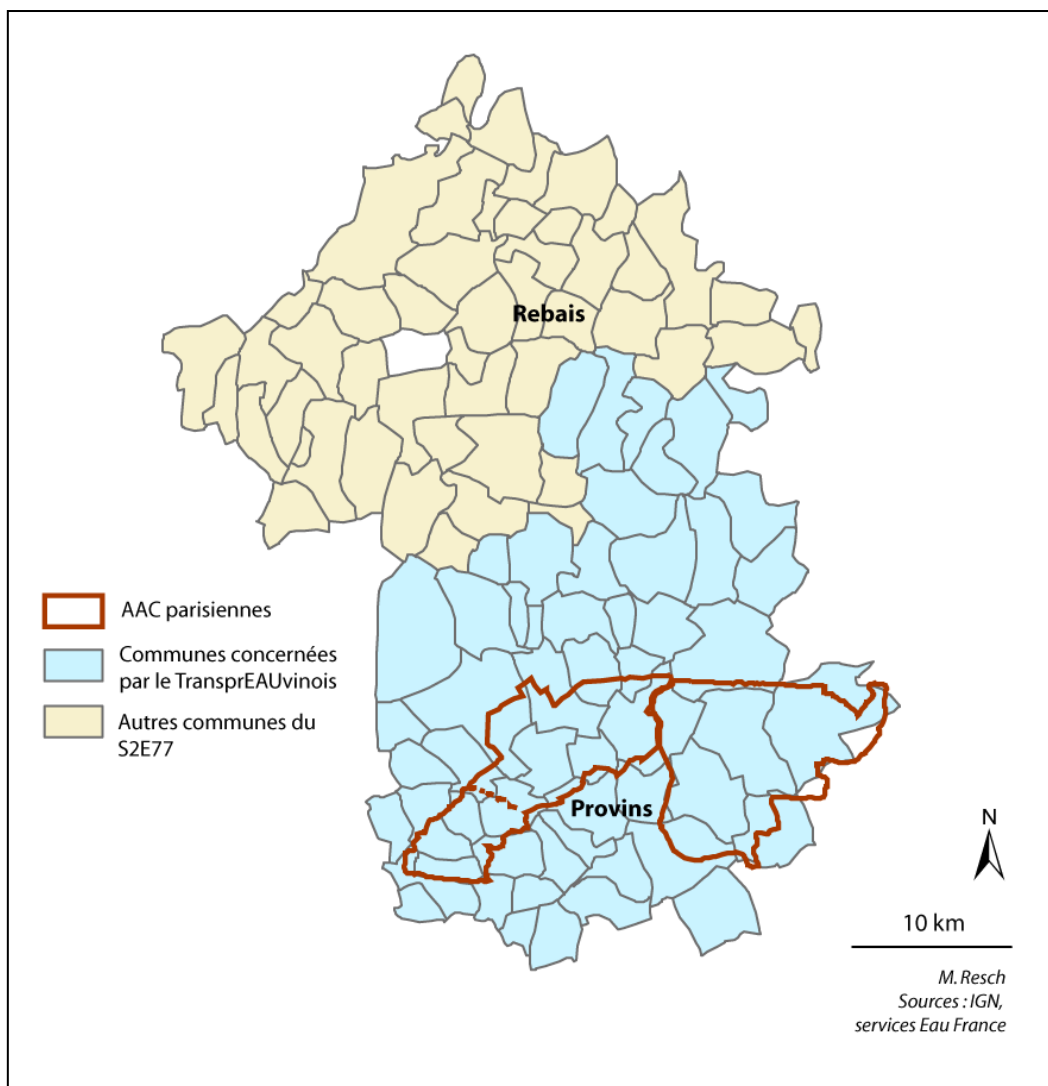 Rebais
AAC parisiennes
Communes concernées
par le TransprEAUvinois
Autres communes du
S2E77
Provins
N
10 km
M. Resch
Sources : IGN,
services Eau France